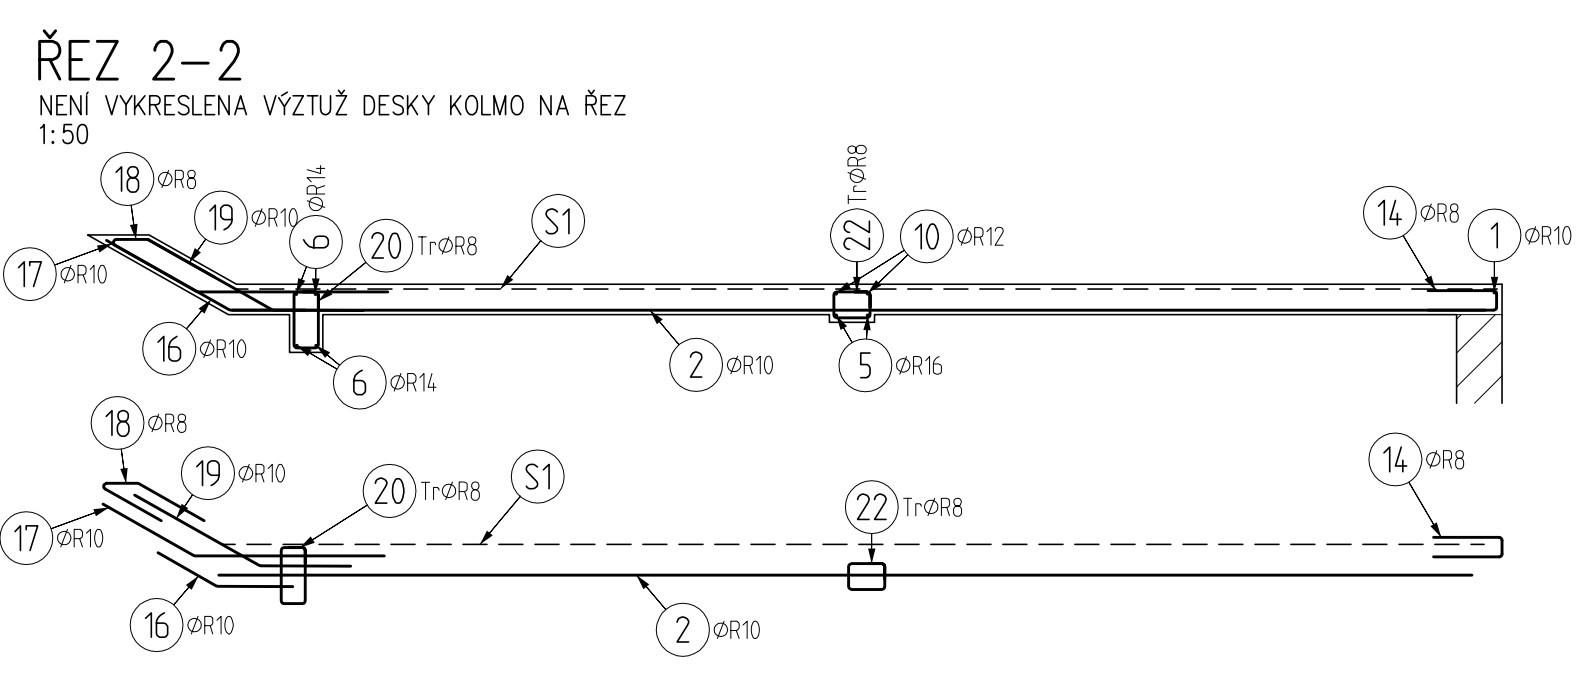 ŘEZ 2-2
NENÍ VYKRESLENA VÝZTUŽ DESKY KOLMO NA ŘEZ
1:50
18 ØR8
19 ØR10
6 ØR14
20 TrØR8
S1
22 TrØR8
10 ØR12
14 ØR8
1 ØR10
17 ØR10
16 ØR10
6 ØR14
2 ØR10
5 ØR16
18 ØR8
19 ØR10
20 TrØR8
S1
22 TrØR8
14 ØR8
17 ØR10
16 ØR10
2 ØR10